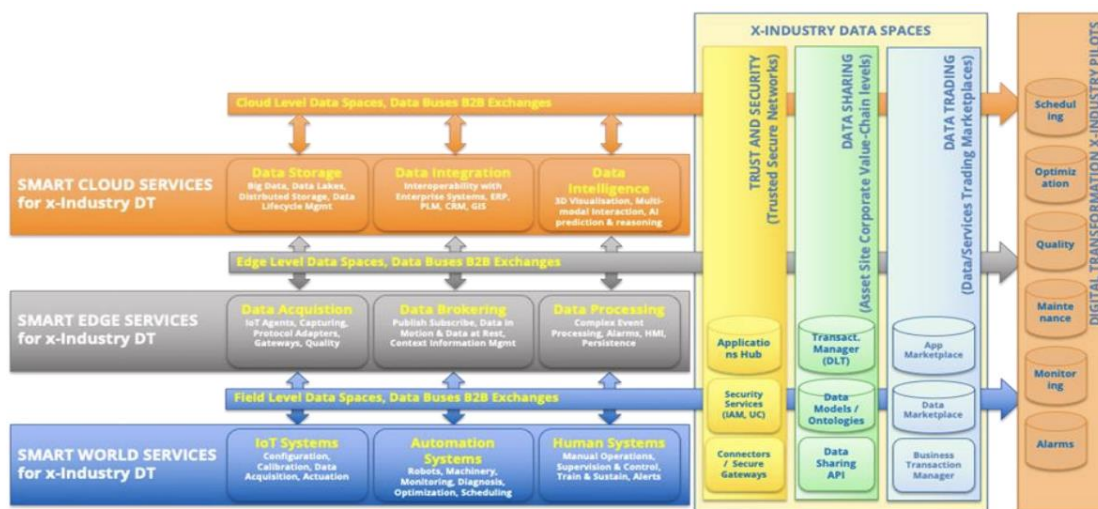 X-INDUSTRY DATA SPACES
Cloud Level Data Spaces, Data Buses B2B Exchanges
SMART CLOUD SERVICES
for x-Industry DT
Data Storage
Big Data, Data Lakes,
Distrbuted Storage, Data
Lifecycle Mgmt
Data Integration
Interoperability with
Enterprise Systems, ERP,
PLM, CRM, GIS
Data
Intelligence
3D Visualisation, Multi-
modal Interaction, AI
prediction & reasoning
Edge Level Data Spaces, Data Buses B2B Exchanges
SMART EDGE SERVICES
for x-Industry DT
Data Acquistion
IoT Agents, Capturing,
Protocol Adapters,
Gateways, Quality
Data Brokering
Publish Subscribe, Data in
Motion & Data at Rest,
Context Information Mgmt
Data Processing
Complex Event
Processing, Alarms, HMI,
Persistence
Field Level Data Spaces, Data Buses B2B Exchanges
SMART WORLD SERVICES
for x-Industry DT
IoT Systems
Configuration,
Calibration, Data
Acquisition, Actuation
Automation
Systems
Robots, Machinery,
Monitoring, Diagnosis,
Optimization, Scheduling
Human Systems
Manual Operations,
Supervision & Control,
Train & Sustain, Alerts
TRUST AND SECURITY
(Trusted Secure Networks)
Applicatio
ns Hub
Security
Services
(IAM, UC)
Connectors
/ Secure
Gateways
DATA SHARING
(Asset Site Corporate Value-Chain levels)
Transact.
Manager
(DLT)
Data
Models /
Ontologies
Data
Sharing
API
DATA TRADING
(Data/Services Trading Marketplaces)
App
Marketplace
Data
Marketplace
Business
Transaction
Manager
DIGITAL TRANSFORMATION X-INDUSTRY PILOTS
Schedul
ing
Optimiz
ation
Quality
Mainte
nance
Monitor
ing
Alarms